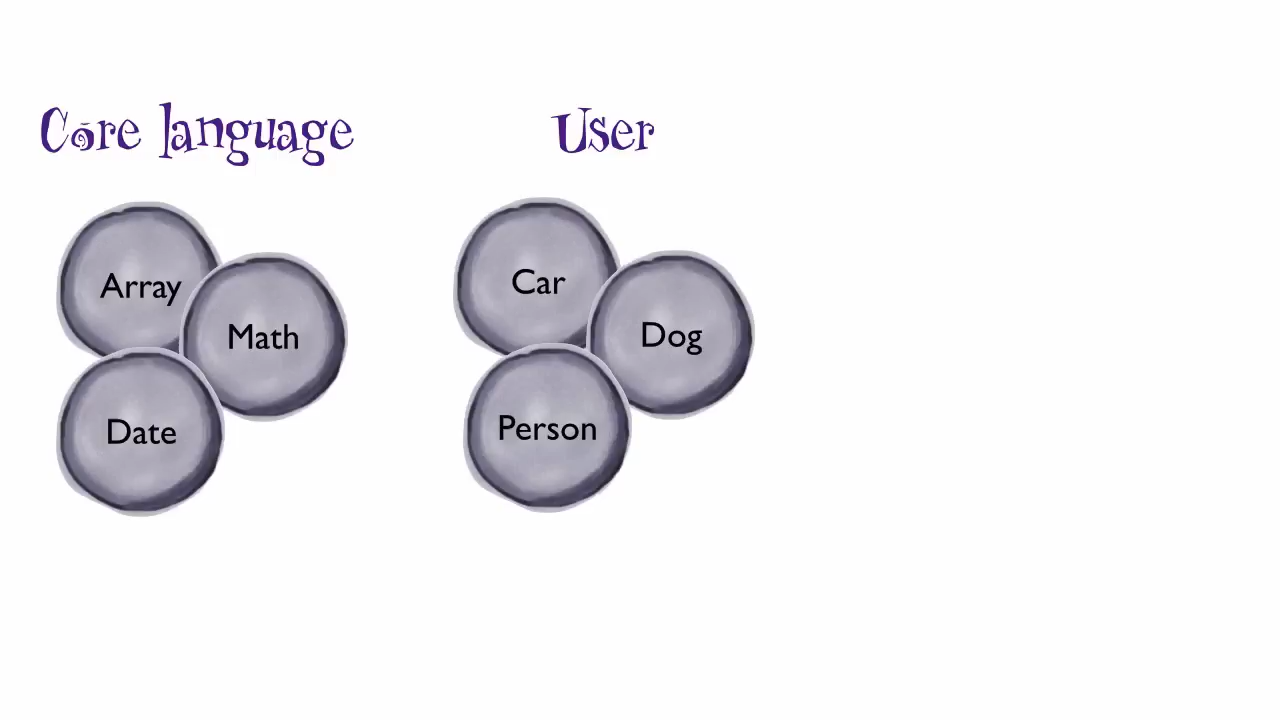 Core language
Array
Math
Date
User
Car
Dog
Person